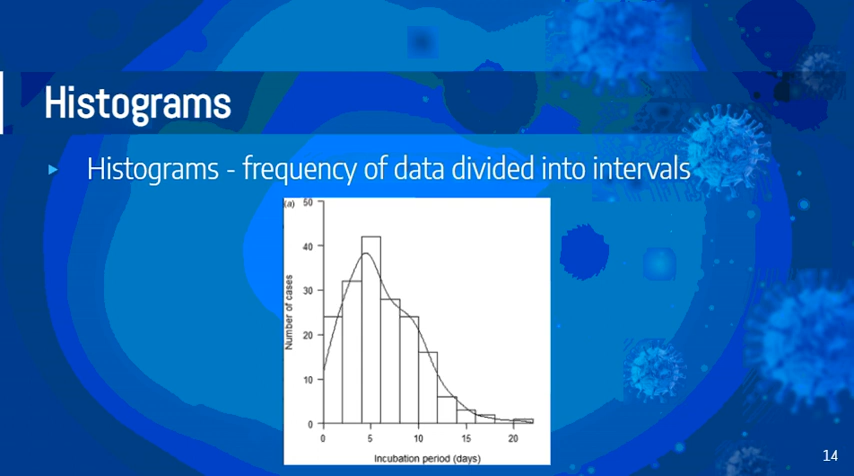 Histograms
Histograms - frequency of data divided into intervals
(a)
50
40
30
20
10
0
Number of cases
0 5 10 15 20
Incubation period (days)
14